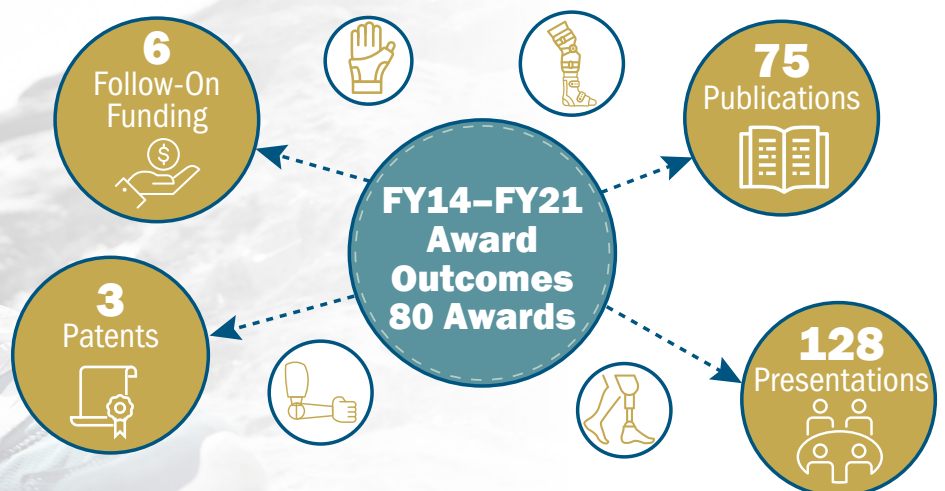 6
Follow-On
Funding
$
75
Publications
FY14–FY21
Award
Outcomes
80 Awards
3
Patents
128
Presentations